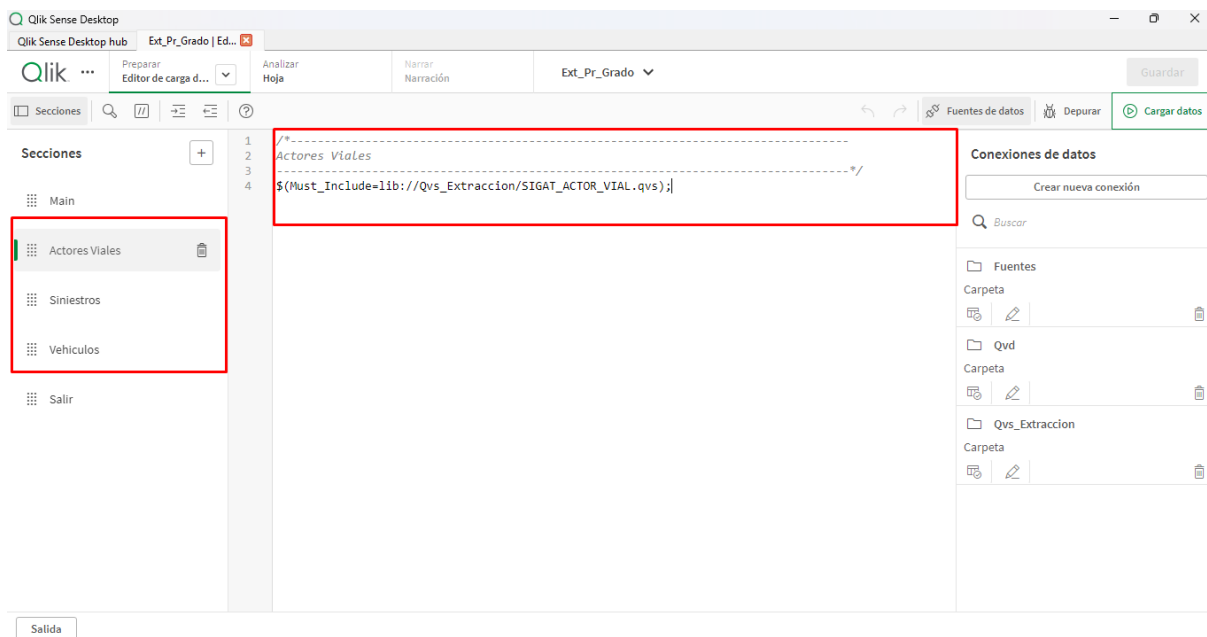 Qlik Sense Desktop
Qlik Sense Desktop hub
Ext_Pr_Grado | Ed...
Qlik
Preparar
Editor de carga d...
Analizar
Hoja
Narrar
Narración
Ext_Pr_Grado
Guardar
Secciones
Fuentes de datos
Depurar
Cargar datos
Secciones
Main
Actores Viales
Siniestros
Vehiculos
Salir
1 /*---------------------------------------------------------------------------
2 Actores Viales
3 ---------------------------------------------------------------------------*/
4 $(Must_Include=lib://Qvs_Extraccion/SIGAT_ACTOR_VIAL.qvs);
Conexiones de datos
Crear nueva conexión
Buscar
Fuentes
Carpeta
Qvd
Carpeta
Qvs_Extraccion
Carpeta
Salida